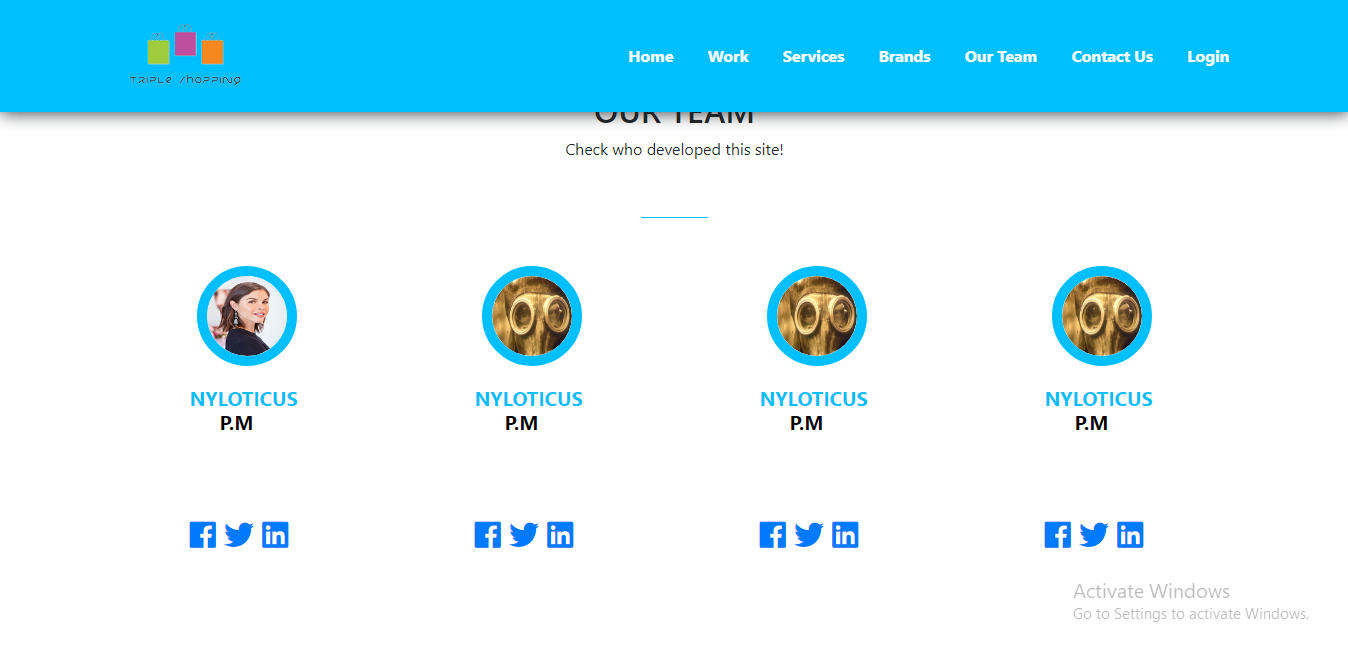 TRIPLE SHOPPING
Home Work Services Brands Our Team Contact Us Login
OUR TEAM
Check who developed this site!
NYLOTICUS NYLOTICUS NYLOTICUS NYLOTICUS
P.M P.M P.M P.M
Activate Windows
Go to Settings to activate Windows.